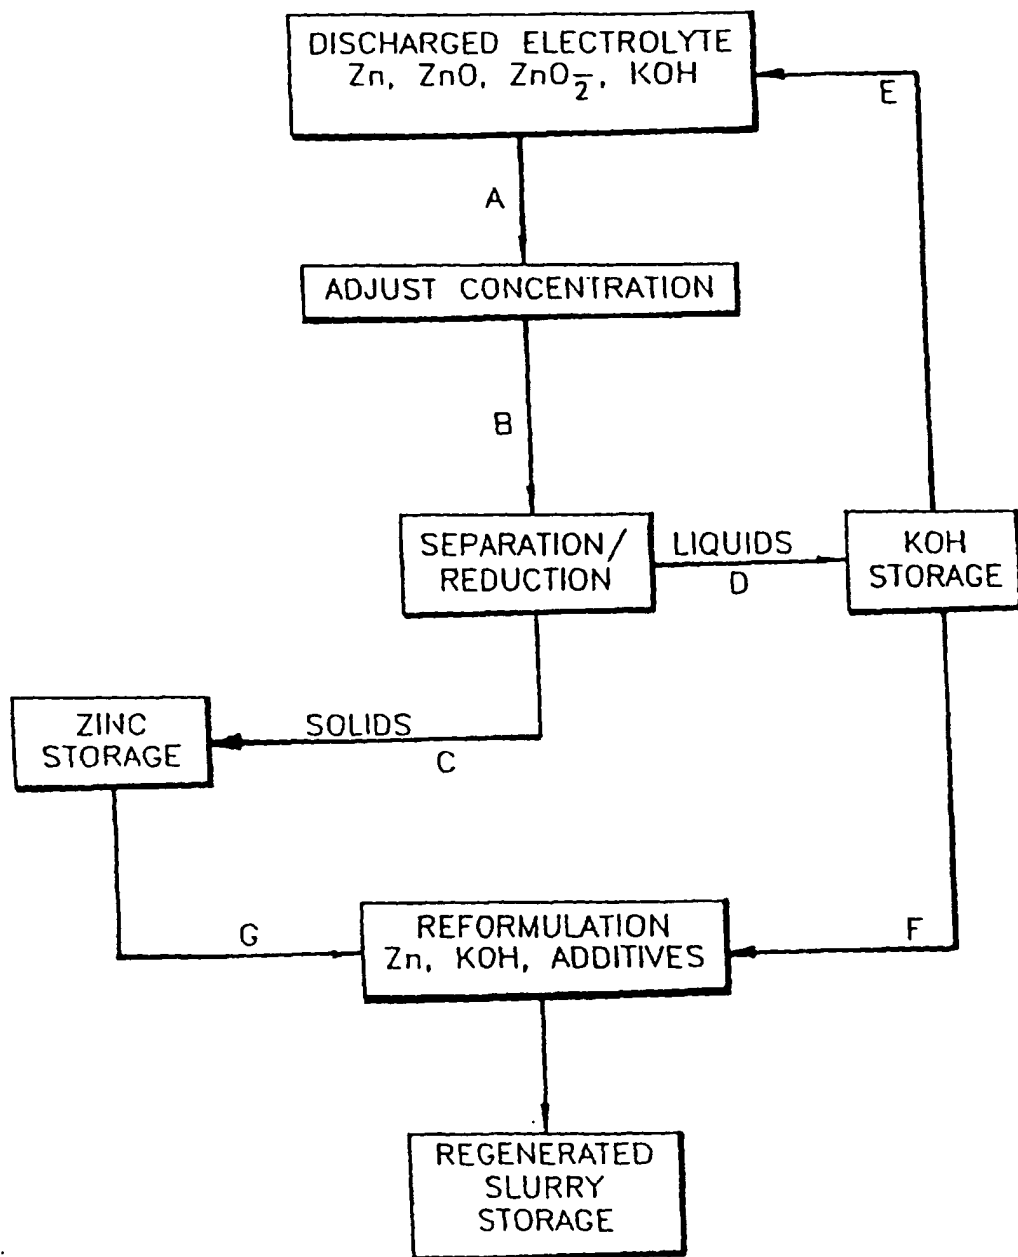 DISCHARGED ELECTROLYTE
Zn, ZnO, ZnO₂⁻, KOH
E
A
ADJUST CONCENTRATION
B
SEPARATION/
REDUCTION
LIQUIDS
D
KOH
STORAGE
ZINC
STORAGE
SOLIDS
C
G
REFORMULATION
Zn, KOH, ADDITIVES
F
REGENERATED
SLURRY
STORAGE